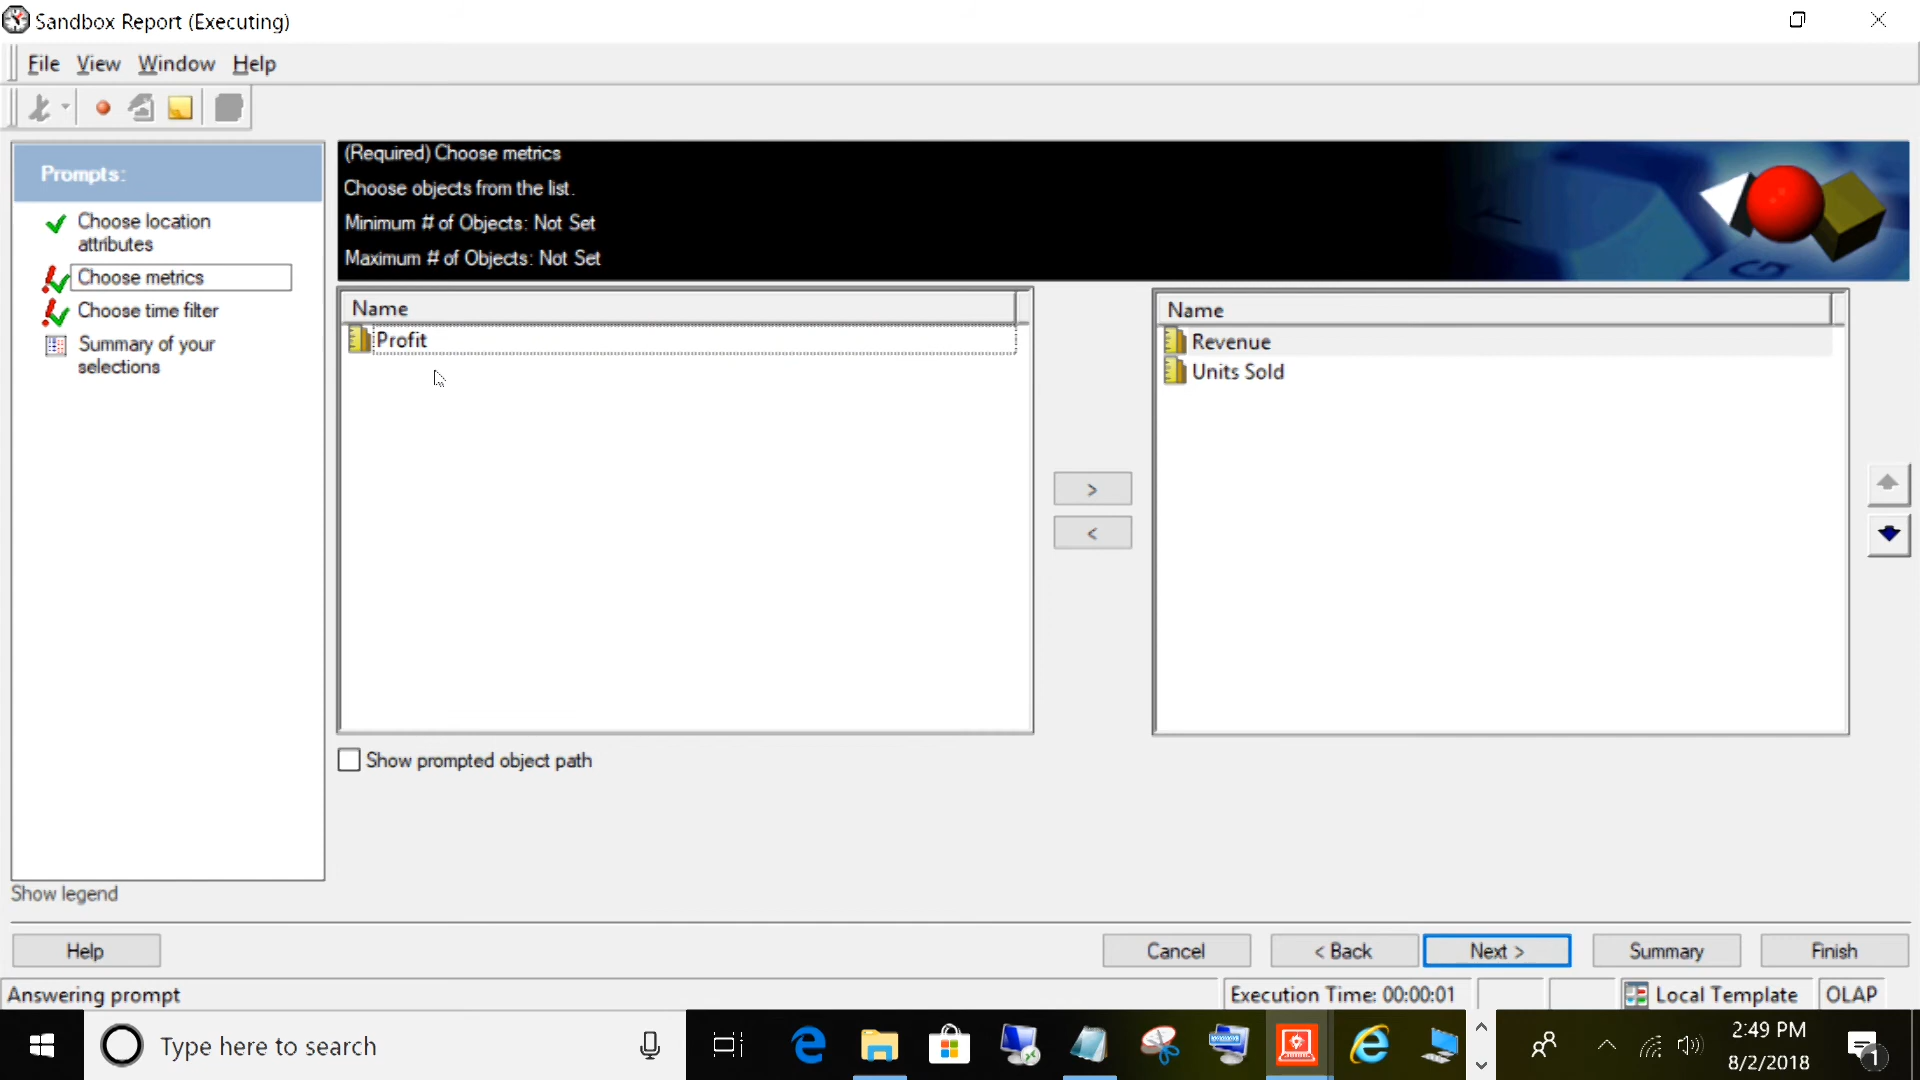 Sandbox Report (Executing)
File View Window Help
Prompts:
Choose location
attributes
Choose metrics
Choose time filter
Summary of your
selections
(Required) Choose metrics
Choose objects from the list.
Minimum # of Objects: Not Set
Maximum # of Objects: Not Set
Name
Profit
Name
Revenue
Units Sold
>
<
Show prompted object path
Show legend
Help
Cancel
< Back
Next >
Summary
Finish
Answering prompt
Execution Time: 00:00:01
Local Template
OLAP
Type here to search
2:49 PM
8/2/2018
1